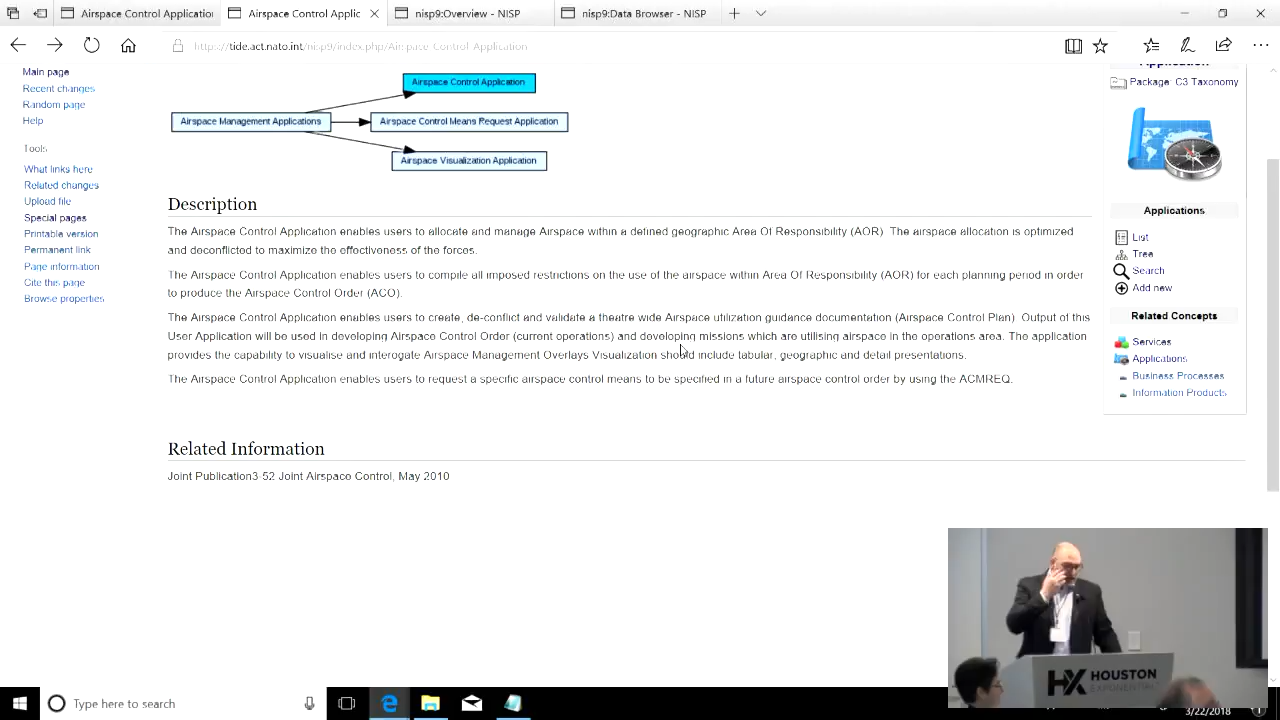 Airspace Control Application
Airspace Control Applic
nisp9:Overview - NISP
nisp9:Data Browser - NISP
https://tide.act.nato.int/nisp9/index.php/Airspace_Control_Application
Main page
Recent changes
Random page
Help
Tools
What links here
Related changes
Upload file
Special pages
Printable version
Permanent link
Page information
Cite this page
Browse properties
Airspace Control Application
Airspace Management Applications
Airspace Control Means Request Application
Airspace Visualization Application
Description
The Airspace Control Application enables users to allocate and manage Airspace within a defined geographic Area Of Responsibility (AOR). The airspace allocation is optimized
and deconflicted to maximize the effectiveness of the forces.
The Airspace Control Application enables users to compile all imposed restrictions on the use of the airspace within Area Of Responsibility (AOR) for each planning period in order
to produce the Airspace Control Order (ACO).
The Airspace Control Application enables users to create, de-conflict and validate a theatre wide Airspace utilization guidance documentation (Airspace Control Plan). Output of this
User Application will be used in developing Airspace Control Order (current operations) and developing missions which are utilising airspace in the operations area. The application
provides the capability to visualise and interogate Airspace Management Overlays Visualization should include tabular, geographic and detail presentations.
The Airspace Control Application enables users to request a specific airspace control means to be specified in a future airspace control order by using the ACMREQ.
Related Information
Joint Publication3-52 Joint Airspace Control, May 2010
Application
Package: C3 Taxonomy
Applications
List
Tree
Search
Add new
Related Concepts
Services
Applications
Business Processes
Information Products
HX HOUSTON
EXPONENTIAL
Type here to search
3/22/2018